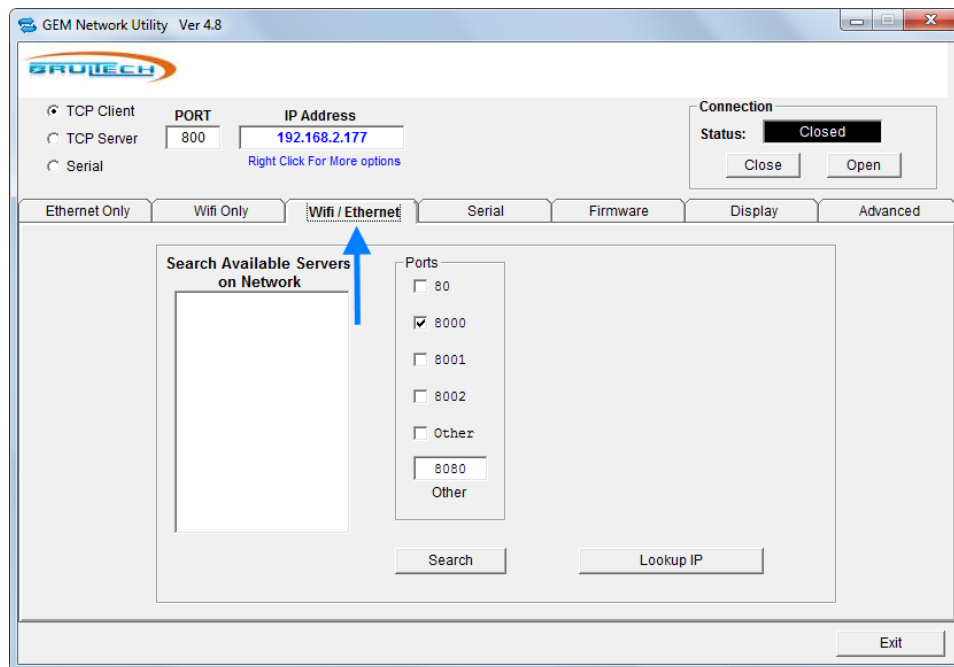 GEM Network Utility Ver 4.8
BRULTECH
TCP Client
TCP Server
Serial
PORT
800
IP Address
192.168.2.177
Right Click For More options
Connection
Status: Closed
Close Open
Ethernet Only Wifi Only Wifi / Ethernet Serial Firmware Display Advanced
Search Available Servers
on Network
Ports
80
8000
8001
8002
Other
8080
Other
Search Lookup IP
Exit